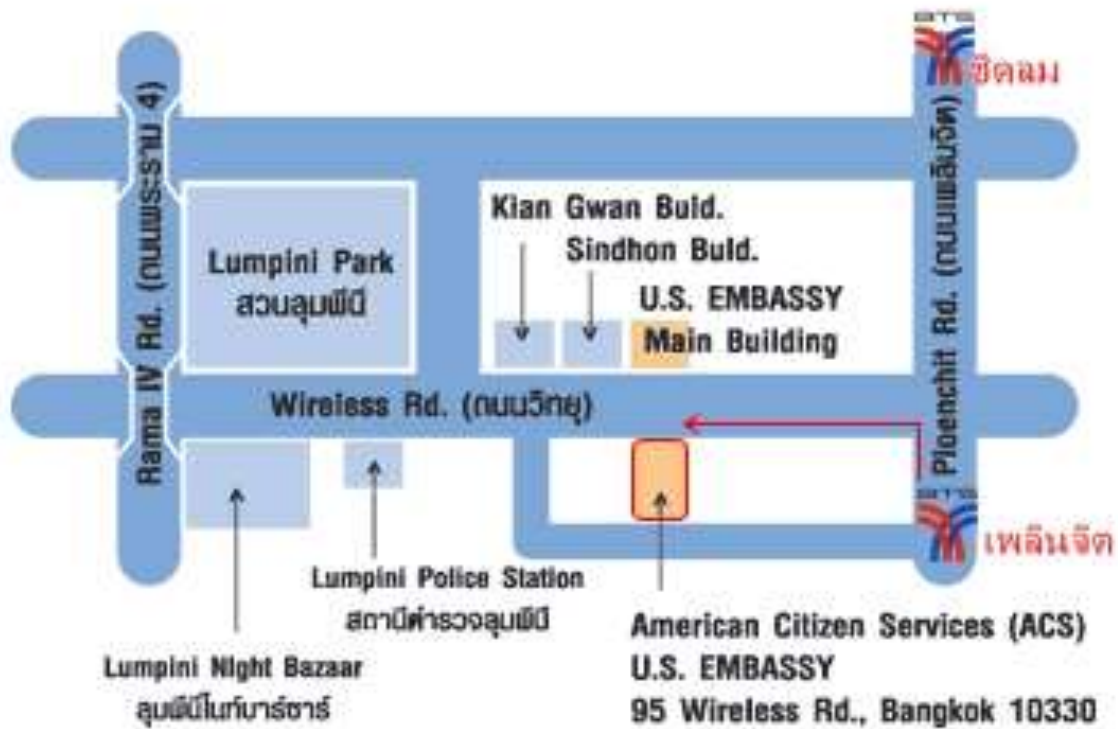 BTS
ชิดลม
Rama IV Rd. (ถนนพระราม 4)
Ploenchit Rd. (ถนนเพลินจิต)
Kian Gwan Buld.
Sindhon Buld.
Lumpini Park
สวนลุมพินี
U.S. EMBASSY
Main Building
Wireless Rd. (ถนนวิทยุ)
BTS
เพลินจิต
Lumpini Police Station
สถานีตำรวจลุมพินี
Lumpini Night Bazaar
ลุมพินีไนท์บาร์ซาร์
American Citizen Services (ACS)
U.S. EMBASSY
95 Wireless Rd., Bangkok 10330